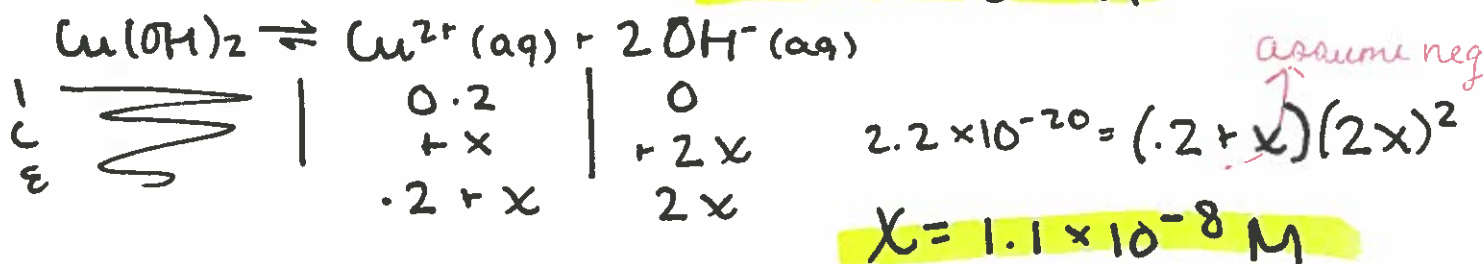 Cu(OH)2 ⇌ Cu²⁺ (aq) + 2OH⁻ (aq)
assume neg
I 0.2 0
C + x + 2x
E .2 + x 2x
2.2 × 10⁻²⁰ = (.2 + x)(2x)²
x = 1.1 × 10⁻⁸ M